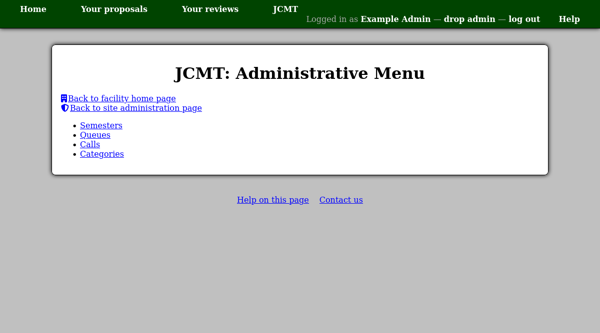 Home Your proposals Your reviews JCMT
Logged in as Example Admin — drop admin — log out Help
JCMT: Administrative Menu
Back to facility home page
Back to site administration page
• Semesters
• Queues
• Calls
• Categories
Help on this page Contact us